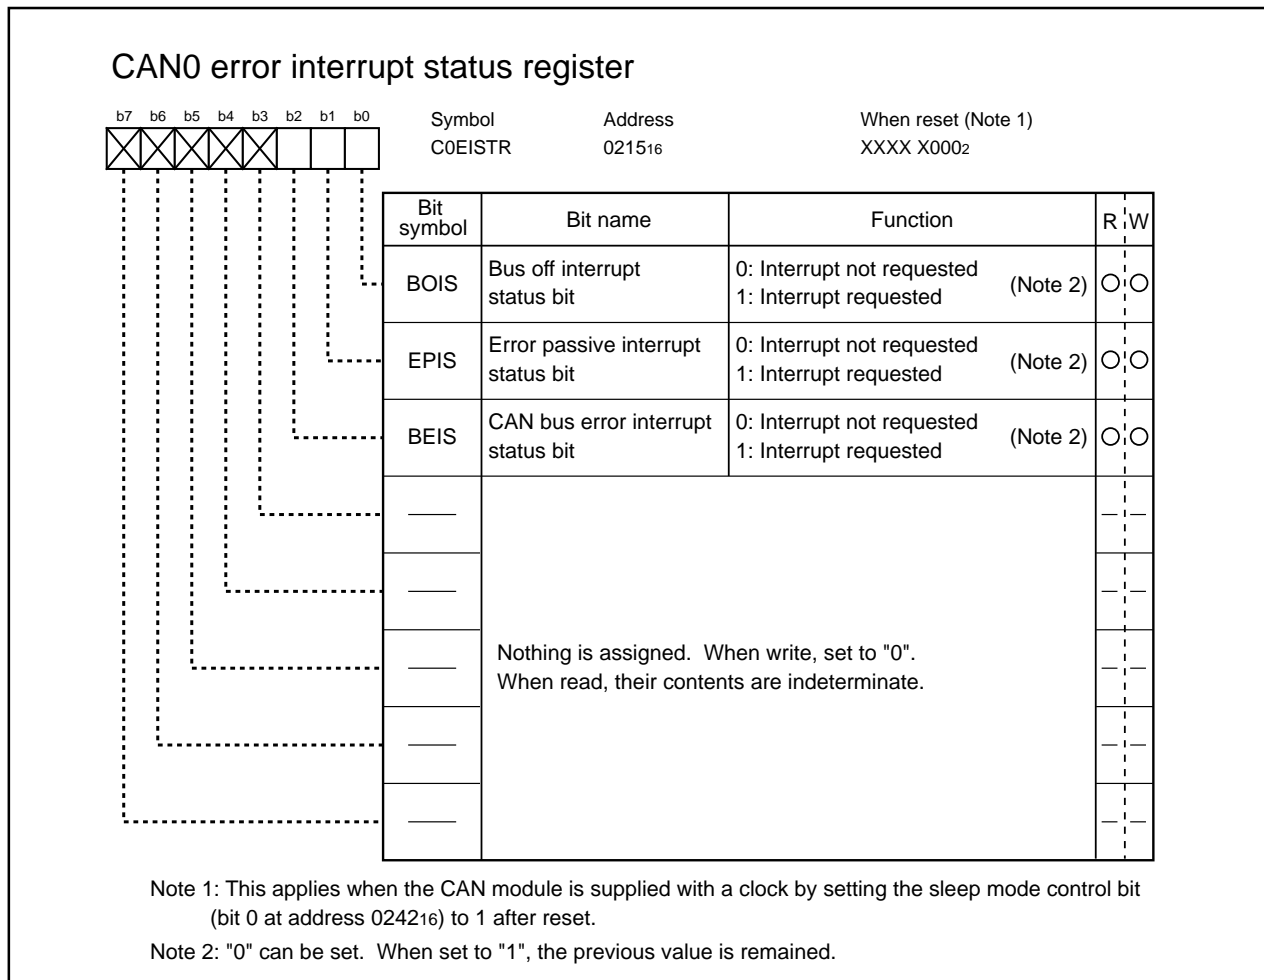 CAN0 error interrupt status register
b7 b6 b5 b4 b3 b2 b1 b0
Symbol Address When reset (Note 1)
C0EISTR 021516 XXXX X0002
Bit symbol Bit name Function R W
BOIS Bus off interrupt status bit 0: Interrupt not requested 1: Interrupt requested (Note 2)
EPIS Error passive interrupt status bit 0: Interrupt not requested 1: Interrupt requested (Note 2)
BEIS CAN bus error interrupt status bit 0: Interrupt not requested 1: Interrupt requested (Note 2)
Nothing is assigned. When write, set to "0".
When read, their contents are indeterminate.
Note 1: This applies when the CAN module is supplied with a clock by setting the sleep mode control bit
(bit 0 at address 024216) to 1 after reset.
Note 2: "0" can be set. When set to "1", the previous value is remained.